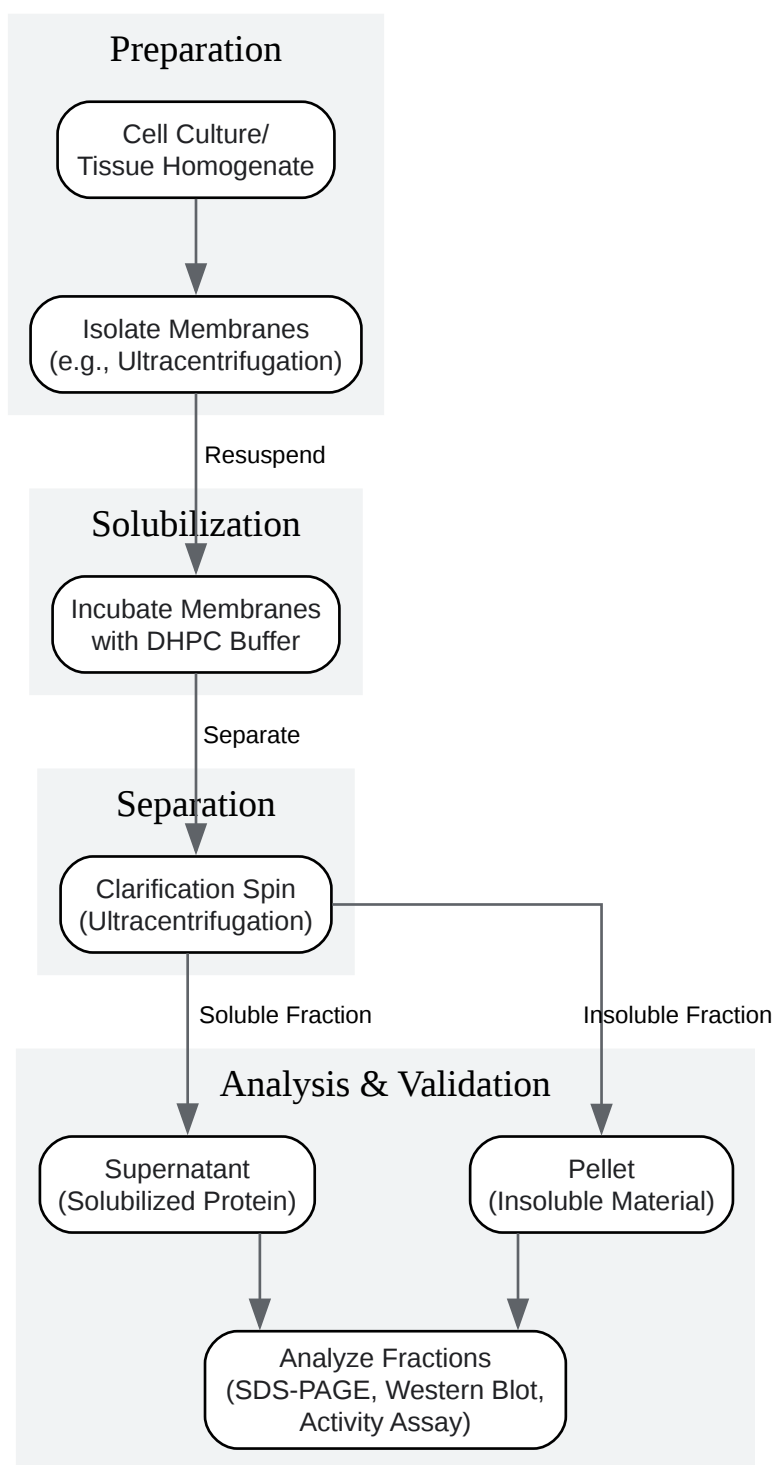 Preparation
Cell Culture/
Tissue Homogenate
Isolate Membranes
(e.g., Ultracentrifugation)
Resuspend
Solubilization
Incubate Membranes
with DHPC Buffer
Separate
Separation
Clarification Spin
(Ultracentrifugation)
Soluble Fraction
Insoluble Fraction
Analysis & Validation
Supernatant
(Solubilized Protein)
Pellet
(Insoluble Material)
Analyze Fractions
(SDS-PAGE, Western Blot,
Activity Assay)